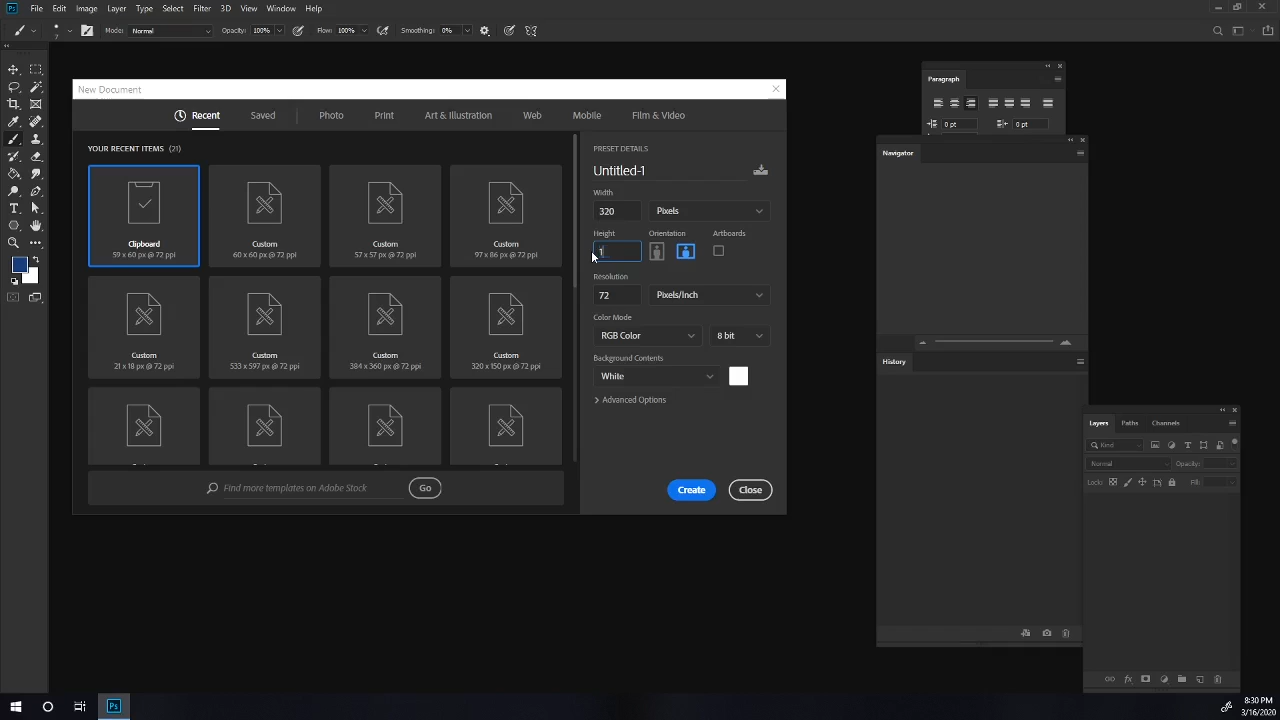 Ps File Edit Image Layer Type Select Filter 3D View Window Help
7 Mode: Normal Opacity: 100% Flow: 100% Smoothing: 0%
Paragraph
0 pt 0 pt
New Document
Recent Saved Photo Print Art & Illustration Web Mobile Film & Video
YOUR RECENT ITEMS (21)
Clipboard
59 x 60 px @ 72 ppi
Custom
60 x 60 px @ 72 ppi
Custom
57 x 57 px @ 72 ppi
Custom
97 x 86 px @ 72 ppi
Custom
21 x 18 px @ 72 ppi
Custom
533 x 597 px @ 72 ppi
Custom
384 x 360 px @ 72 ppi
Custom
320 x 150 px @ 72 ppi
Find more templates on Adobe Stock Go
PRESET DETAILS
Untitled-1
Width
320 Pixels
Height Orientation Artboards
1
Resolution
72 Pixels/Inch
Color Mode
RGB Color 8 bit
Background Contents
White
Advanced Options
Create Close
Navigator
History
Layers Paths Channels
Kind
Normal Opacity:
Lock: Fill:
fx
Ps
8:30 PM
3/16/2020